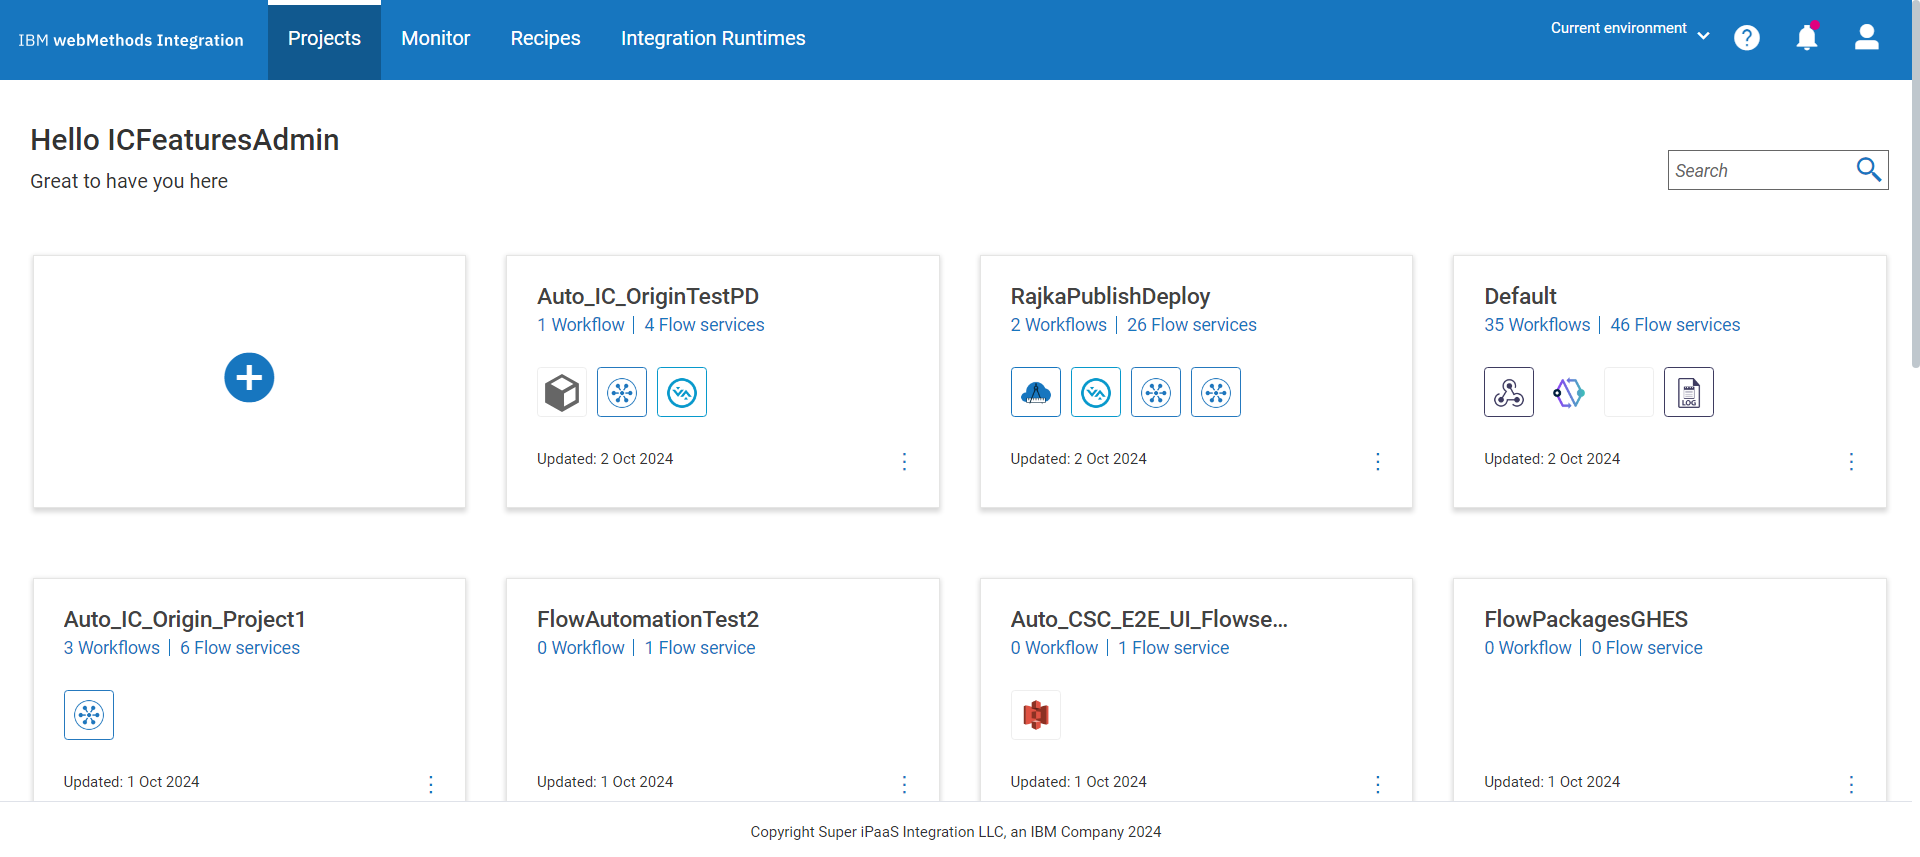 IBM webMethods Integration
Projects
Monitor
Recipes
Integration Runtimes
Current environment
?
Hello ICFeaturesAdmin
Great to have you here
Search
Auto_IC_OriginTestPD
1 Workflow | 4 Flow services
Updated: 2 Oct 2024
RajkaPublishDeploy
2 Workflows | 26 Flow services
Updated: 2 Oct 2024
Default
35 Workflows | 46 Flow services
LOG
Updated: 2 Oct 2024
Auto_IC_Origin_Project1
3 Workflows | 6 Flow services
Updated: 1 Oct 2024
FlowAutomationTest2
0 Workflow | 1 Flow service
Updated: 1 Oct 2024
Auto_CSC_E2E_UI_Flowse...
0 Workflow | 1 Flow service
Updated: 1 Oct 2024
FlowPackagesGHES
0 Workflow | 0 Flow service
Updated: 1 Oct 2024
Copyright Super iPaaS Integration LLC, an IBM Company 2024